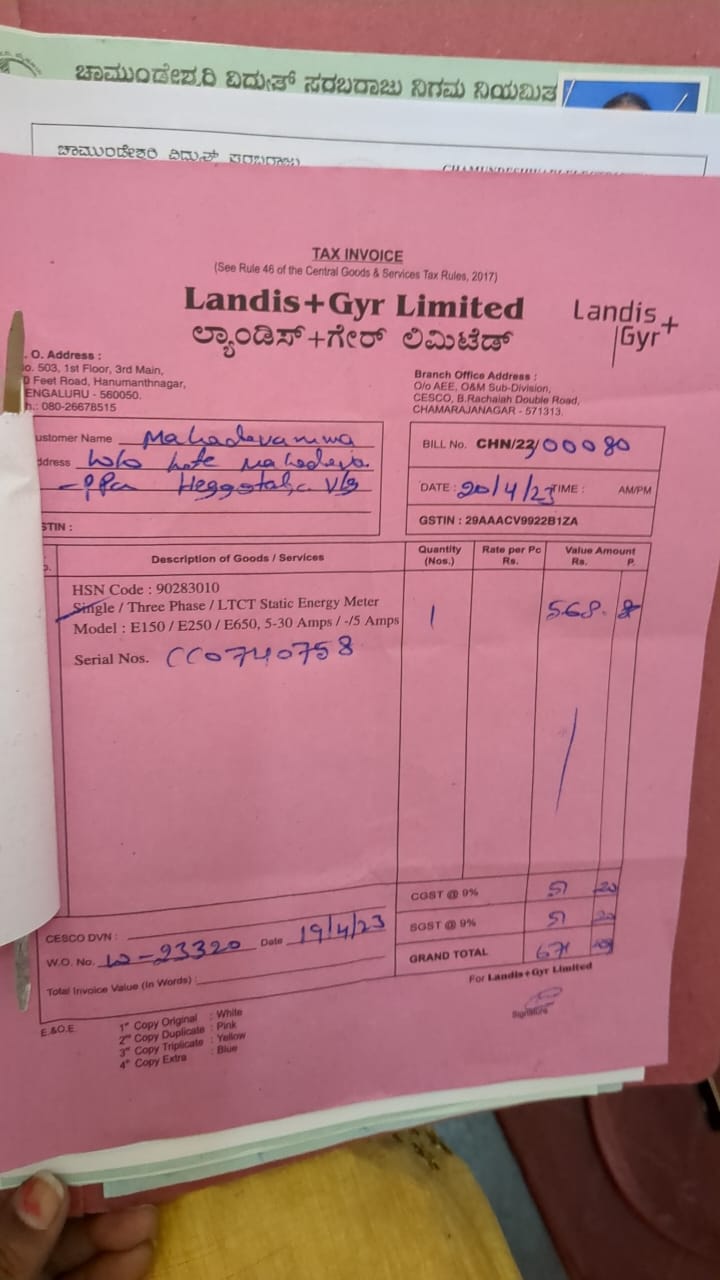 ಚಾಮುಂಡೇಶ್ವರಿ ವಿದ್ಯುತ್ ಸರಬರಾಜು ನಿಗಮ ನಿಯಮಿತ
ಚಾಮುಂಡೇಶ್ವರಿ ವಿದ್ಯುತ್ ಸರಬರಾಜು
TAX INVOICE
(See Rule 46 of the Central Goods & Services Tax Rules, 2017)
Landis+Gyr Limited
ಲ್ಯಾಂಡಿಸ್+ಗೇರ್ ಲಿಮಿಟೆಡ್
Landis+
Gyr
. O. Address :
o. 503, 1st Floor, 3rd Main,
0 Feet Road, Hanumanthnagar,
ENGALURU - 560050.
h.: 080-26678515
Branch Office Address :
O/o AEE, O&M Sub-Division,
CESCO, B.Rachaiah Double Road,
CHAMARAJANAGAR - 571313.
ustomer Name Mahadevamma
ddress W/o Late Mahadeva
-ppa Vlg
STIN :
BILL No. CHN/22/00080
DATE : 20/4/23 TIME : AM/PM
GSTIN : 29AAACV9922B1ZA
Description of Goods / Services
Quantity (Nos.)
Rate per Pc Rs.
Value Amount Rs. P.
HSN Code : 90283010
Single / Three Phase / LTCT Static Energy Meter
Model : E150 / E250 / E650, 5-30 Amps / -/5 Amps
1 568. 8
Serial Nos. CC0740758
CGST @ 9% 51 20
SGST @ 9% 51 20
GRAND TOTAL 671
CESCO DVN :
W.O. No. W-23320 Date 19/4/23
Total Invoice Value (In Words) :
For Landis+Gyr Limited
Signature
E.&O.E.
1st Copy Original : White
2nd Copy Duplicate : Pink
3rd Copy Triplicate : Yellow
4th Copy Extra : Blue